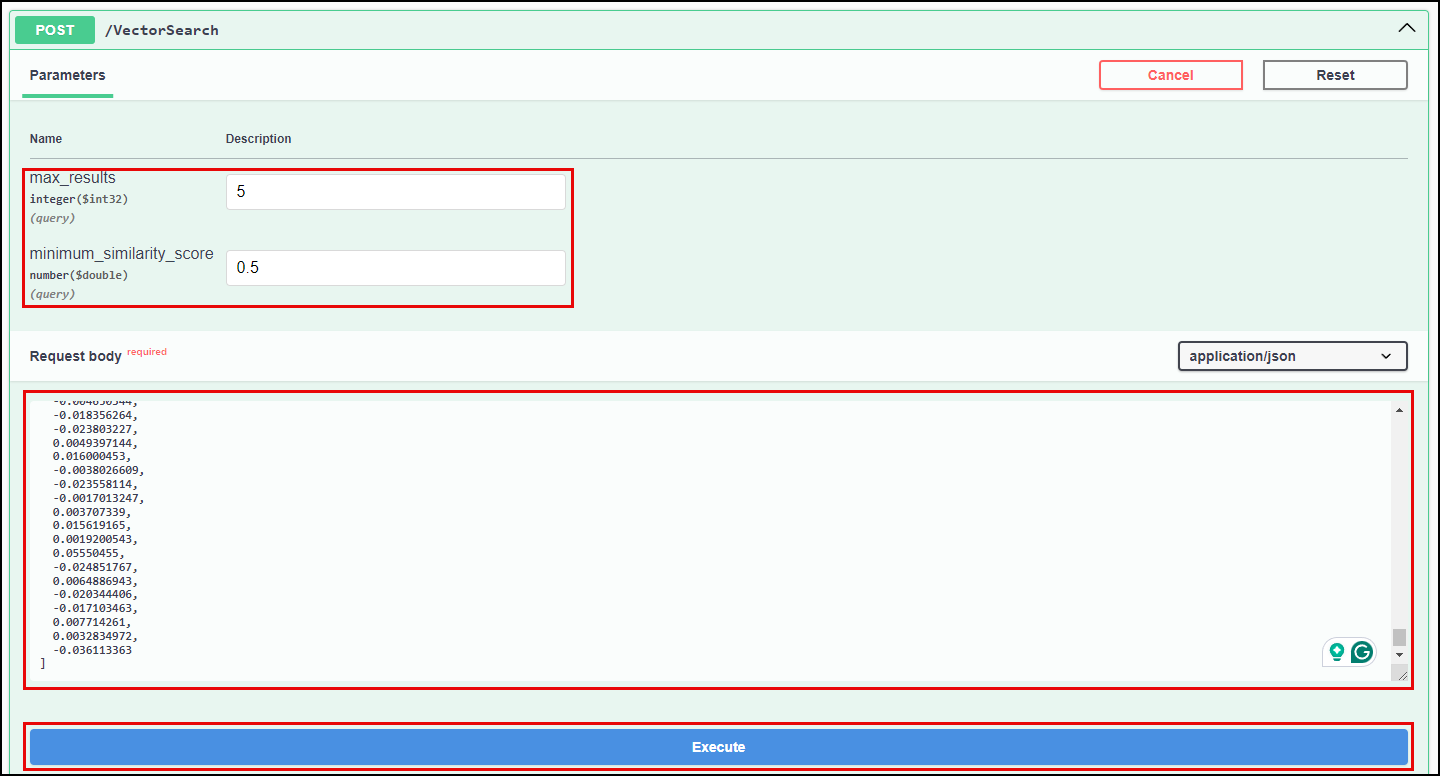 POST /VectorSearch
Parameters Cancel Reset
Name Description
max_results
integer($int32)
(query)
5
minimum_similarity_score
number($double)
(query)
0.5
Request body required application/json
-0.018356264,
-0.023803227,
0.0049397144,
0.016000453,
-0.0038026609,
-0.023558114,
-0.0017013247,
0.003707339,
0.015619165,
0.0019200543,
0.05550455,
-0.024851767,
0.0064886943,
-0.020344406,
-0.017103463,
0.007714261,
0.0032834972,
-0.036113363
]
Execute